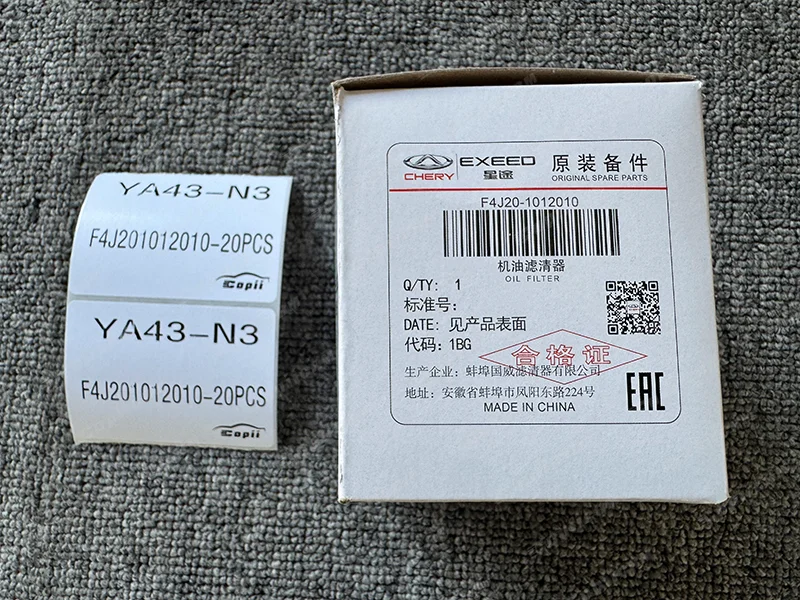 YA43-N3
F4J201012010-20PCS
Copii
YA43-N3
F4J201012010-20PCS
Copii
CHERY
EXEED
星途
原装备件
ORIGINAL SPARE PARTS
F4J20-1012010
机油滤清器
OIL FILTER
Q/TY: 1
标准号:
DATE: 见产品表面
代码: 1BG
合格证
生产企业: 蚌埠国威滤清器有限公司
地址: 安徽省蚌埠市凤阳东路224号
MADE IN CHINA
EAC